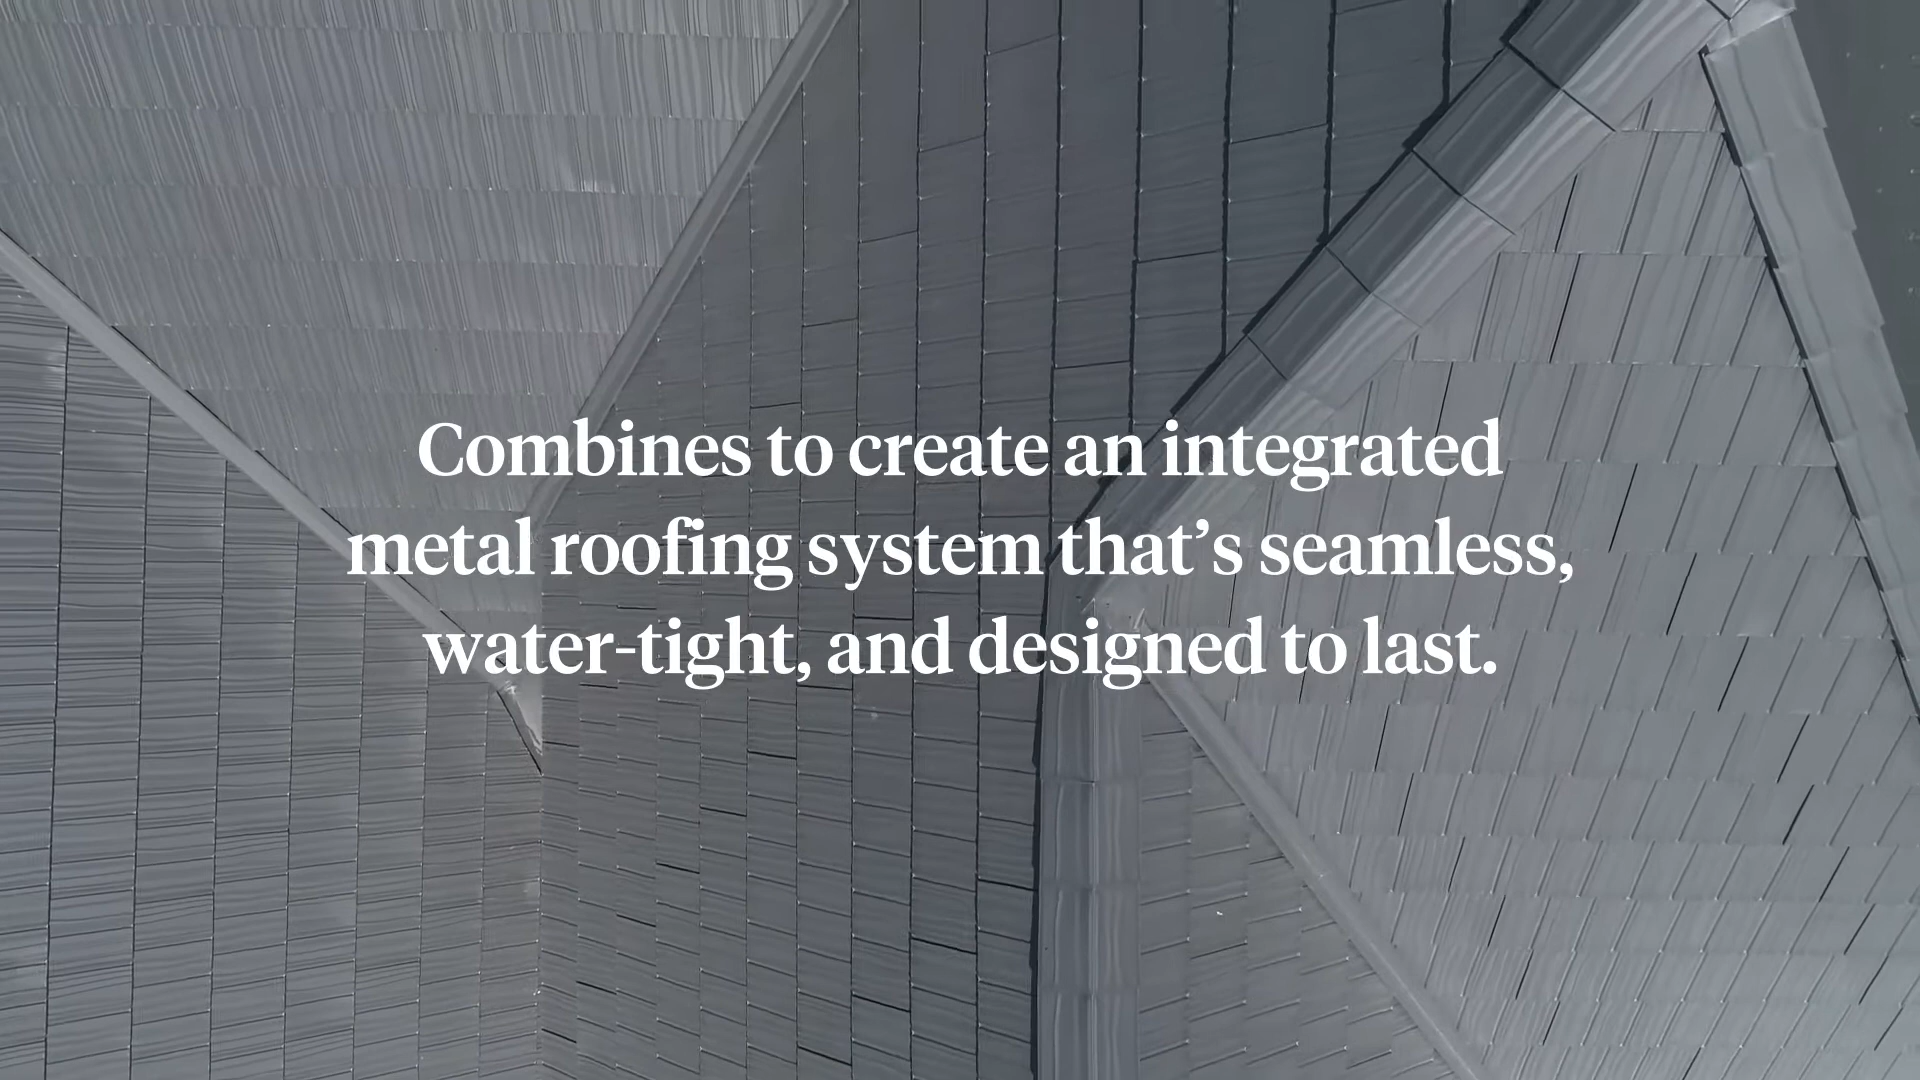 Combines to create an integrated
metal roofing system that’s seamless,
water-tight, and designed to last.